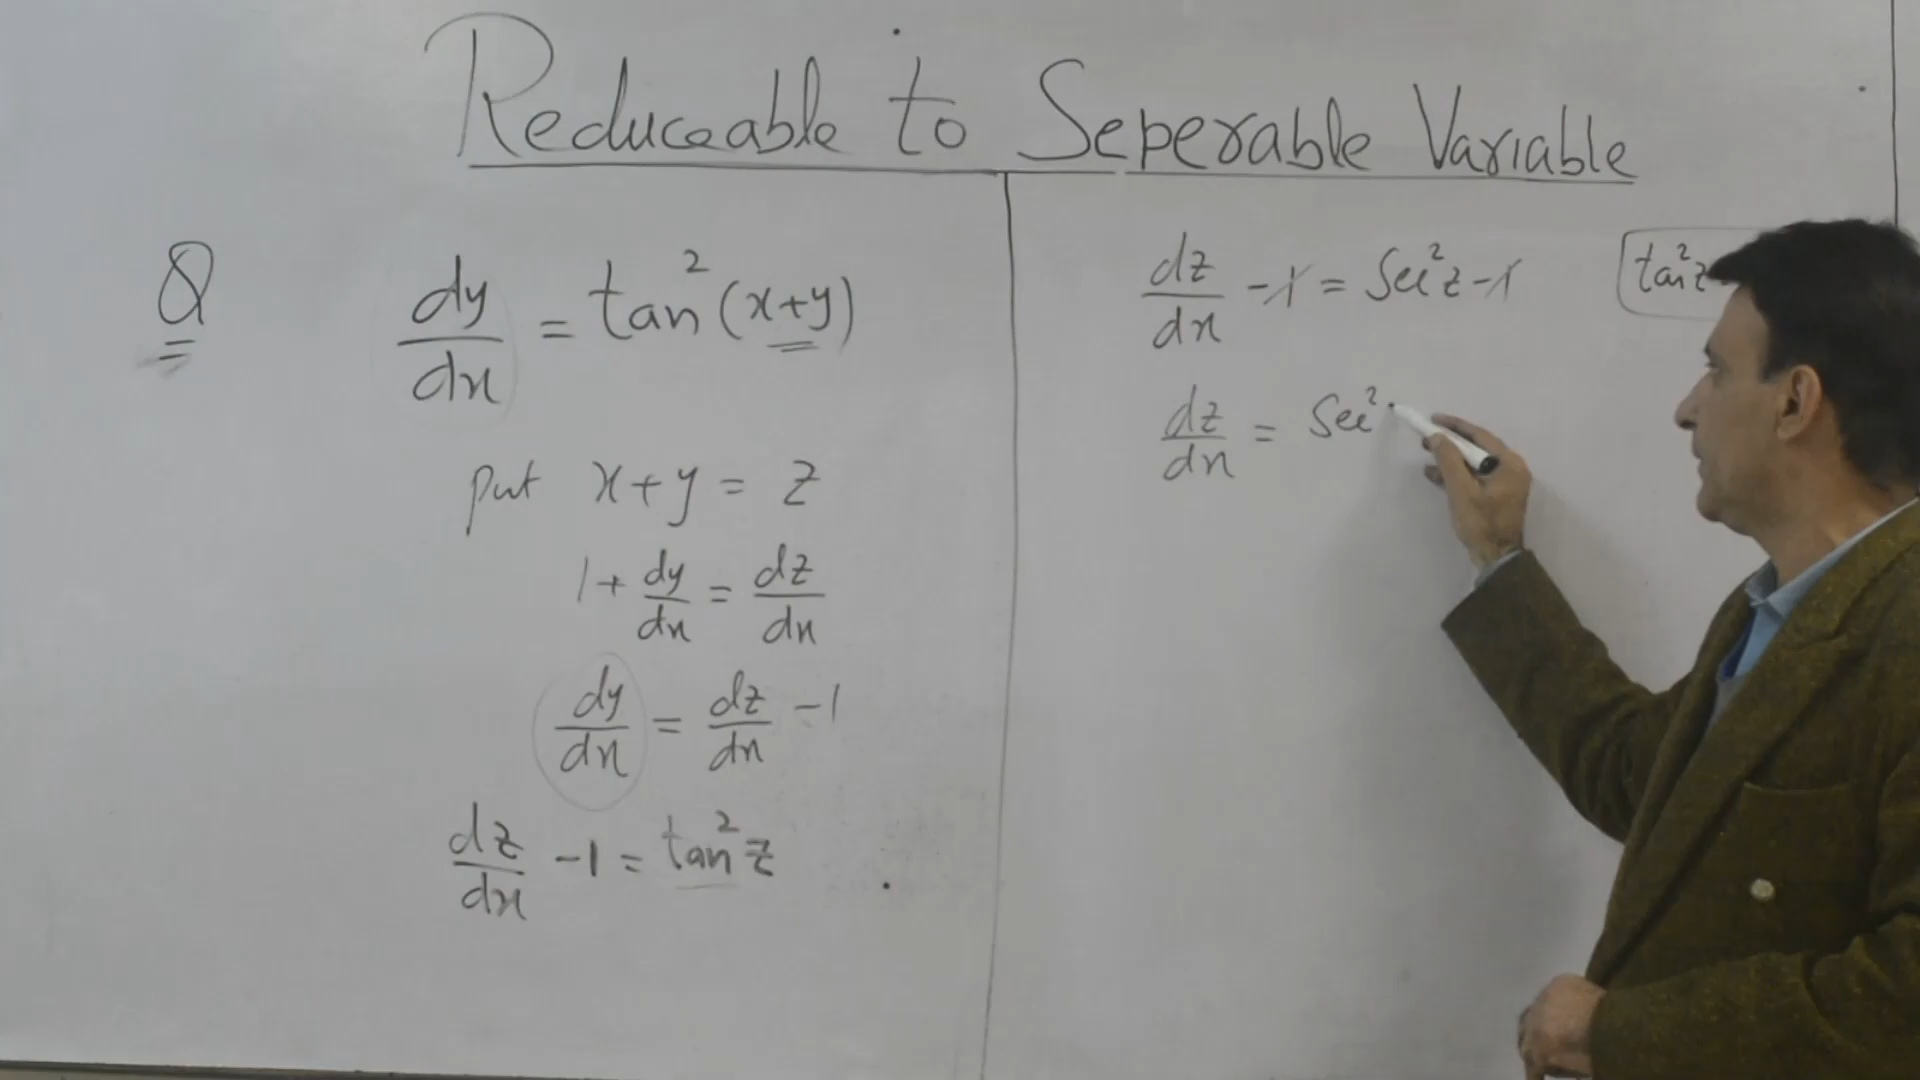 Reduceable to Seperable Variable
Q
dy/dx = tan²(x+y)
put x+y = z
1+ dy/dx = dz/dx
dy/dx = dz/dx -1
dz/dx -1 = tan²z
dz/dx -1 = Sec²z -1
tan²z
dz/dx = Sec²